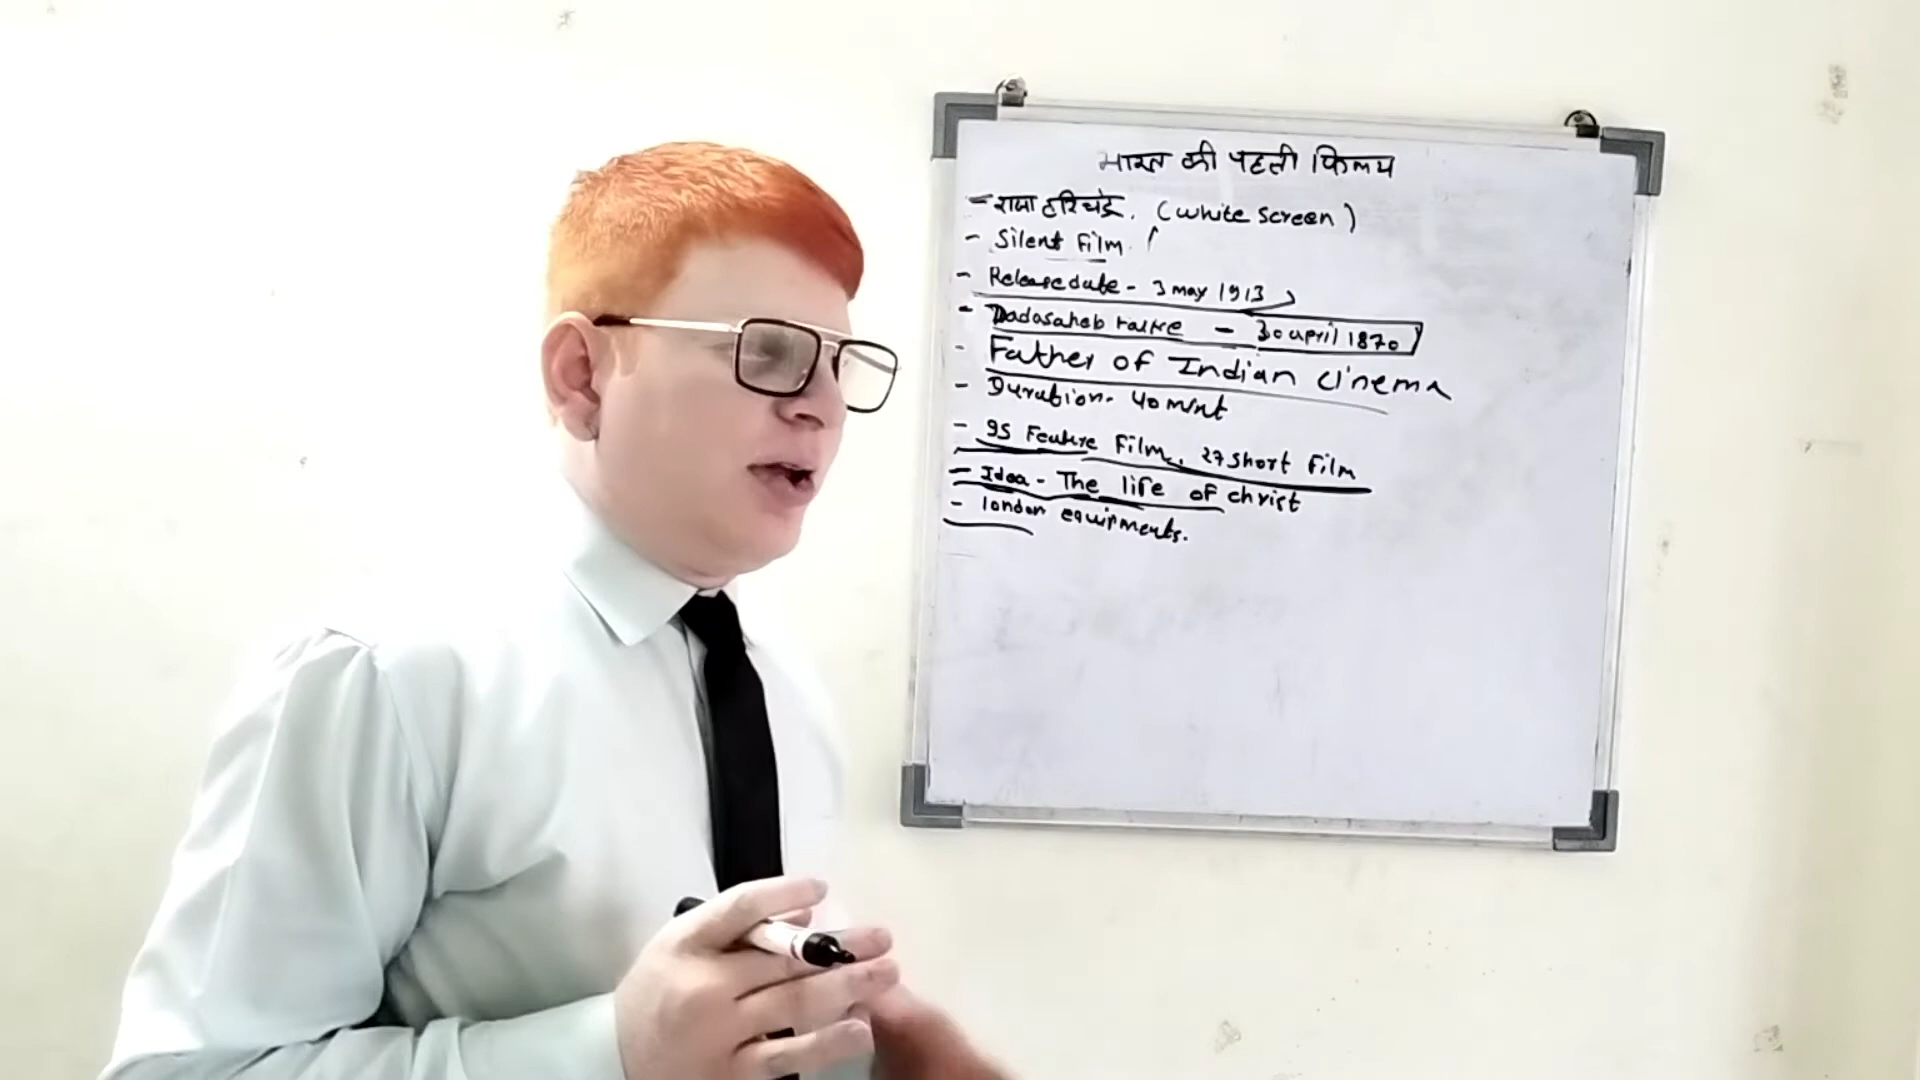 भारत की पहली फिल्म
- राजा हरिचंद्र. (White Screen)
- Silent Film.
- Release date - 3 may 1913
- Dadasaheb Falke - 30 april 1870
- Father of Indian Cinema
- Duration - 40 mint
- 95 Feature Film, 27 Short Film
- Idea - The life of christ
- london equipments.